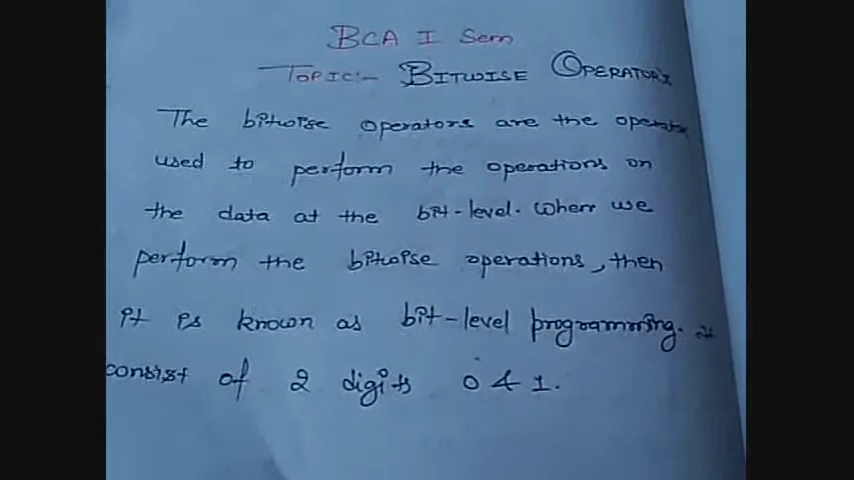 BCA I Sem
Topic:- BITWISE OPERATORS
The bitwise operators are the operators
used to perform the operations on
the data at the bit-level. When we
perform the bitwise operations, then
it is known as bit-level programming. It
consist of 2 digits 0 & 1.